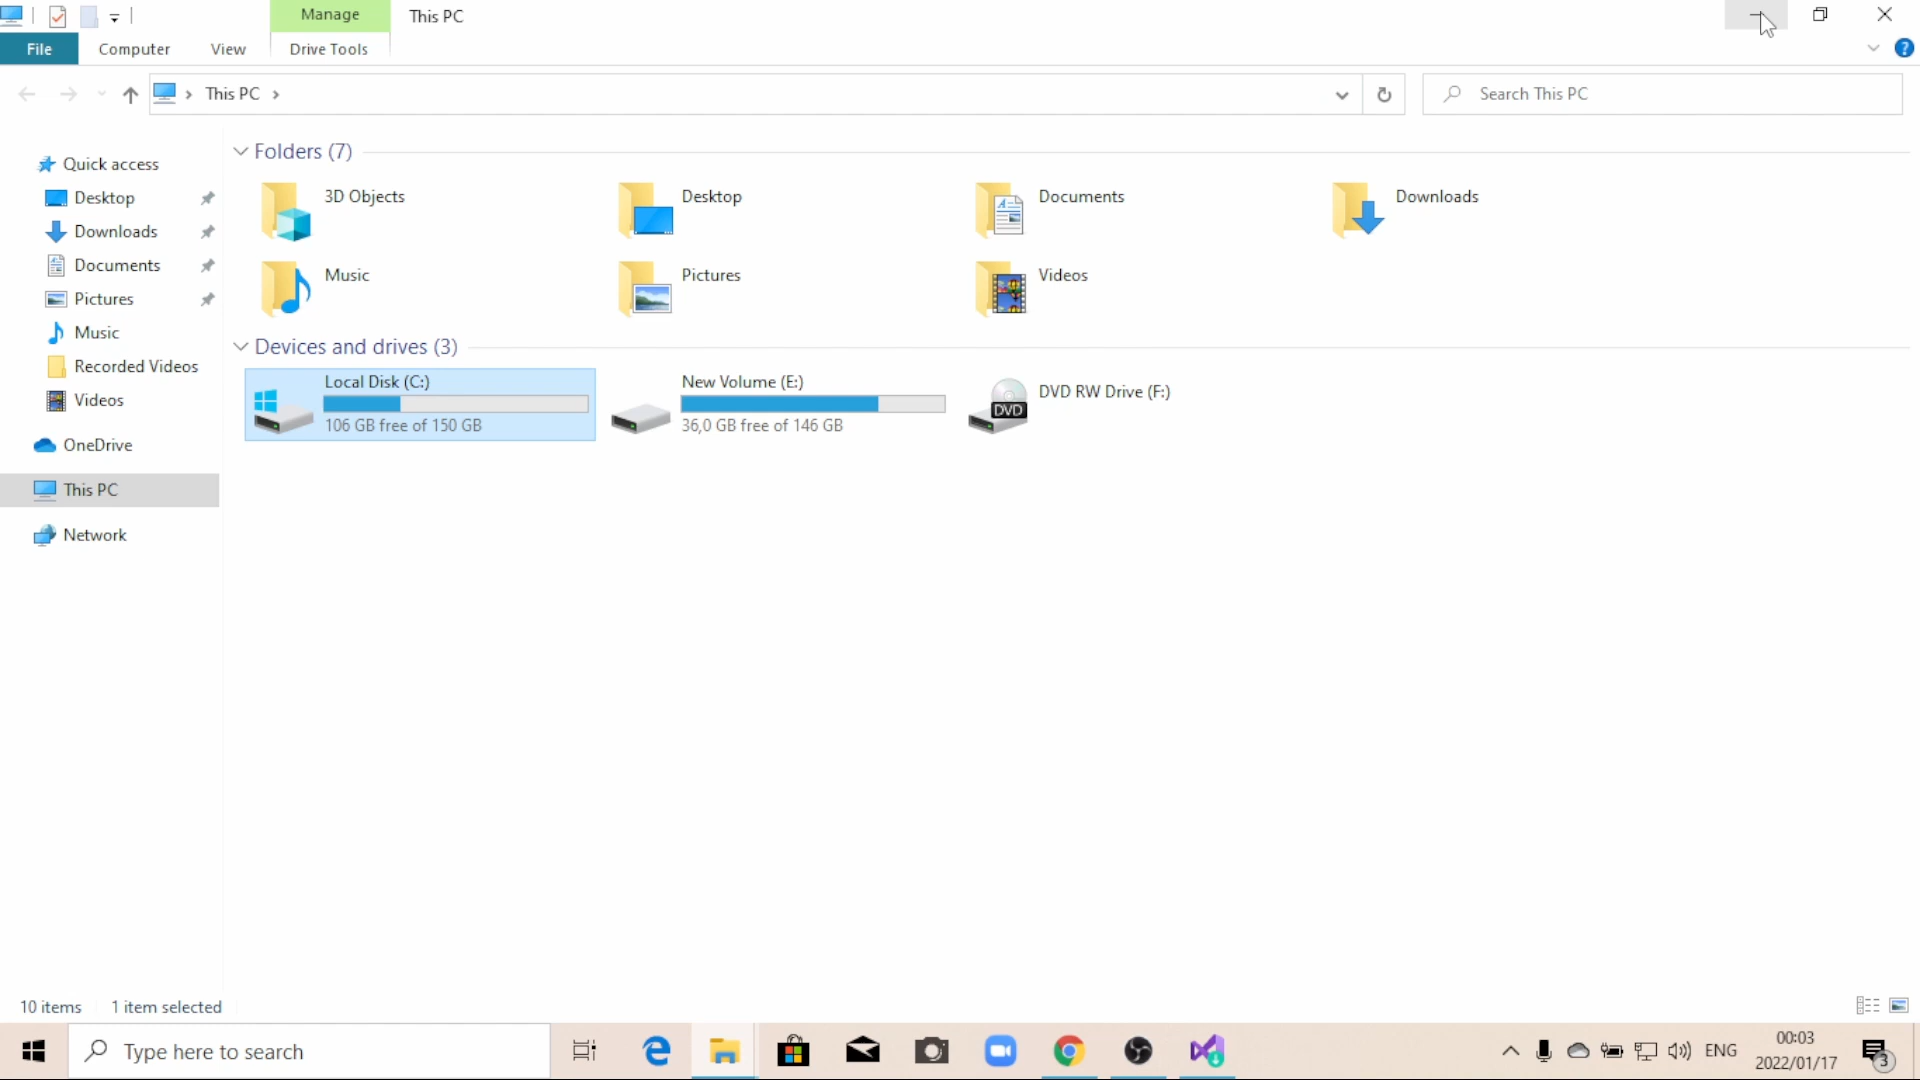 Manage
This PC
File
Computer
View
Drive Tools
This PC
Search This PC
Quick access
Desktop
Downloads
Documents
Pictures
Music
Recorded Videos
Videos
OneDrive
This PC
Network
Folders (7)
3D Objects
Desktop
Documents
Downloads
Music
Pictures
Videos
Devices and drives (3)
Local Disk (C:)
106 GB free of 150 GB
New Volume (E:)
36,0 GB free of 146 GB
DVD
DVD RW Drive (F:)
10 items
1 item selected
Type here to search
ENG
00:03
2022/01/17
3